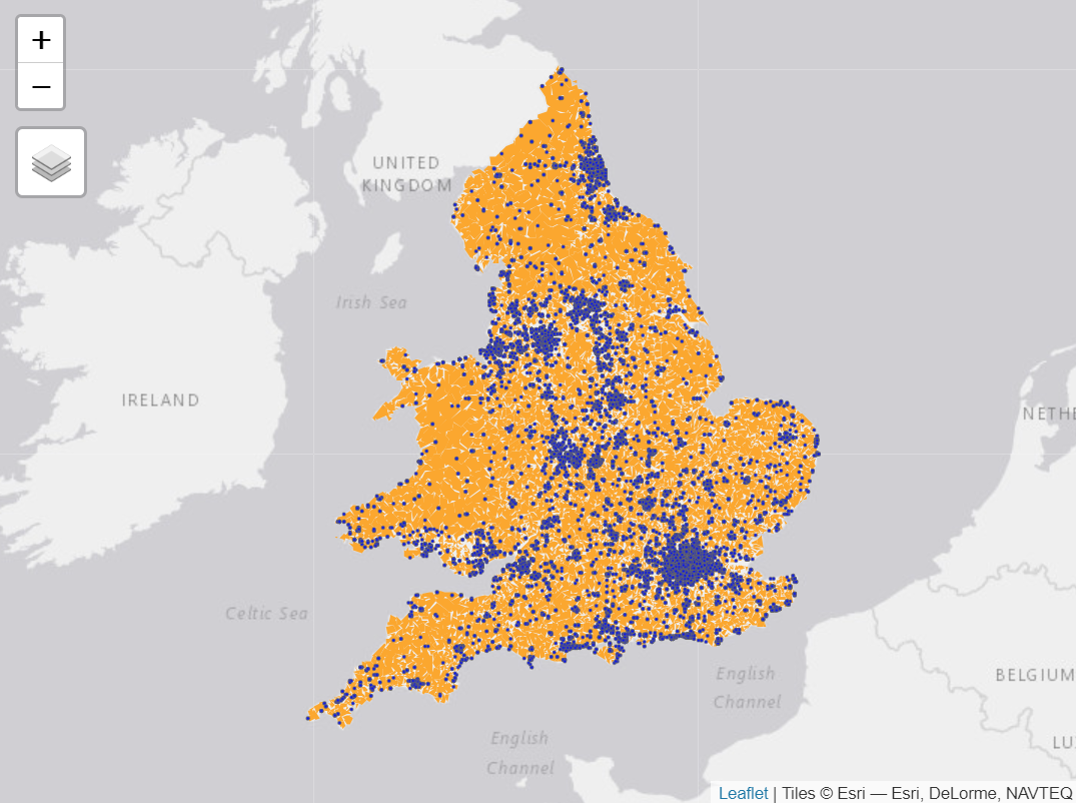 +
−
UNITED
KINGDOM
Irish Sea
IRELAND
NETHE
Celtic Sea
English
Channel
BELGIUM
English
Channel
LU
Leaflet | Tiles © Esri — Esri, DeLorme, NAVTEQ